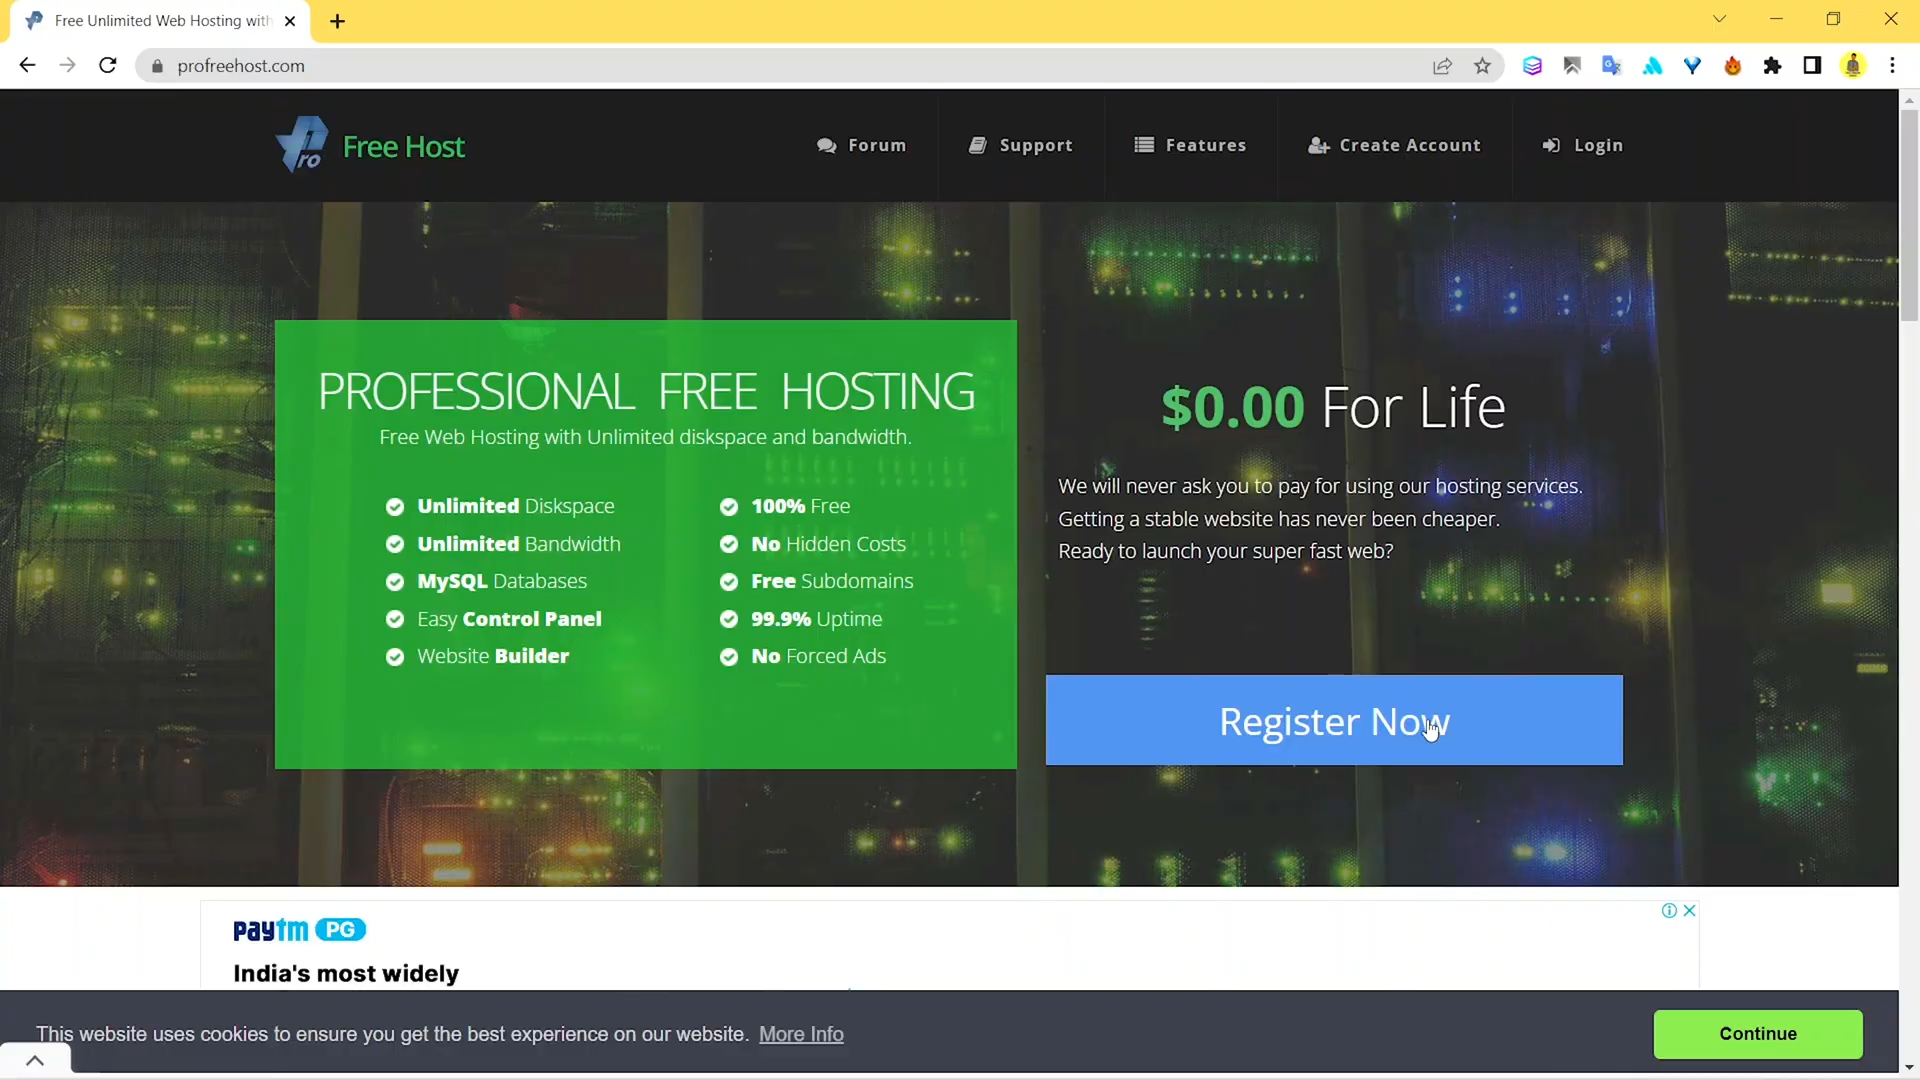 Free Unlimited Web Hosting with
profreehost.com
ro
Free Host
Forum
Support
Features
Create Account
Login
PROFESSIONAL FREE HOSTING
Free Web Hosting with Unlimited diskspace and bandwidth.
Unlimited Diskspace
Unlimited Bandwidth
MySQL Databases
Easy Control Panel
Website Builder
100% Free
No Hidden Costs
Free Subdomains
99.9% Uptime
No Forced Ads
$0.00 For Life
We will never ask you to pay for using our hosting services.
Getting a stable website has never been cheaper.
Ready to launch your super fast web?
Register Now
paytm PG
India's most widely
This website uses cookies to ensure you get the best experience on our website. More Info
Continue